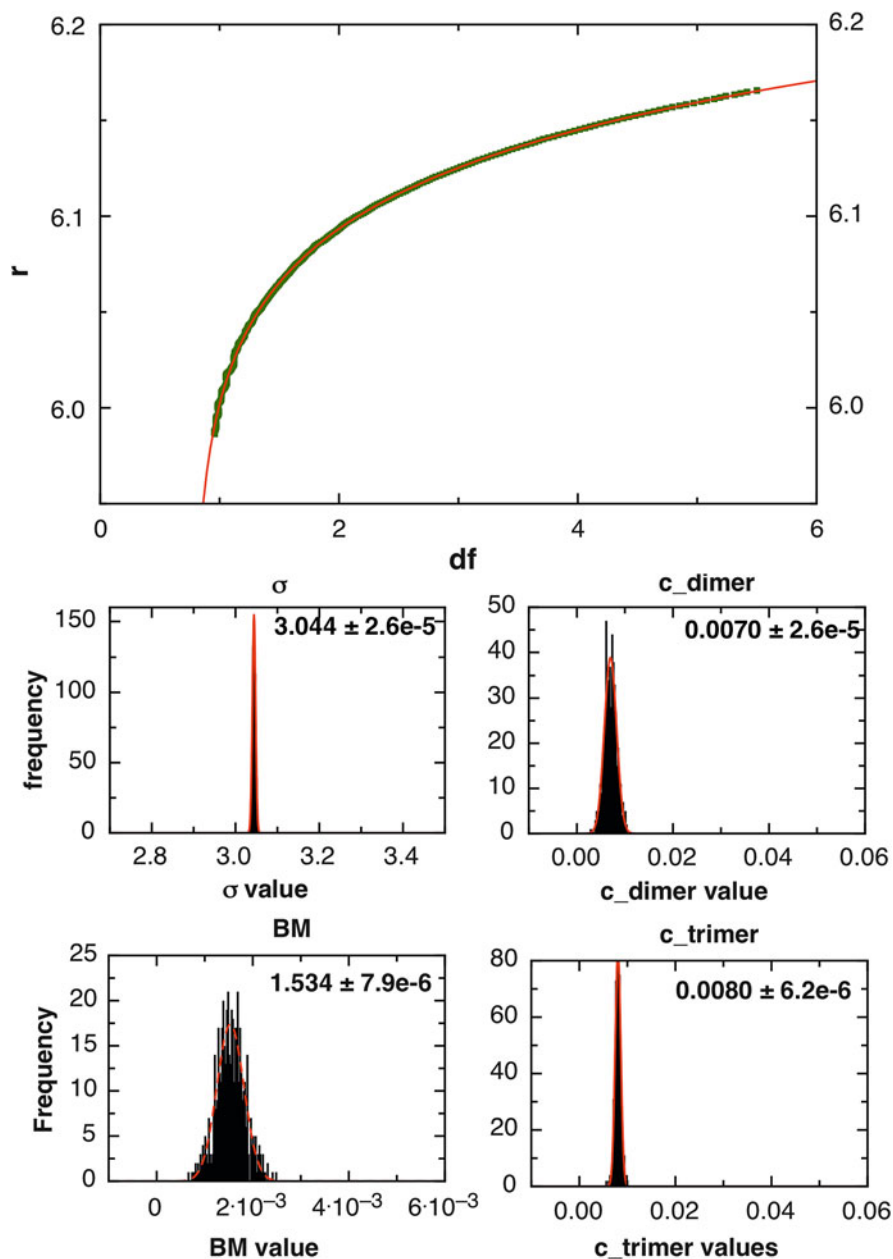 6.2
6.2
6.1
6.1
r
6.0
6.0
0
2
4
6
df
σ
150
3.044 ± 2.6e-5
100
frequency
50
0
2.8
3.0
3.2
3.4
σ value
c_dimer
50
0.0070 ± 2.6e-5
40
30
20
10
0
0.00
0.02
0.04
0.06
c_dimer value
BM
25
1.534 ± 7.9e-6
20
15
Frequency
10
5
0
0
2·10⁻³
4·10⁻³
6·10⁻³
BM value
c_trimer
80
0.0080 ± 6.2e-6
60
40
20
0
0.00
0.02
0.04
0.06
c_trimer values